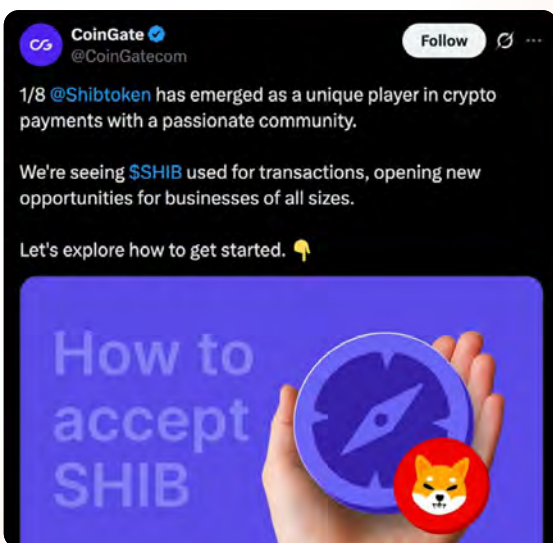 CoinGate
@CoinGatecom
Follow
1/8 @Shibtoken has emerged as a unique player in crypto
payments with a passionate community.
We're seeing $SHIB used for transactions, opening new
opportunities for businesses of all sizes.
Let's explore how to get started. 👇
How to
accept
SHIB